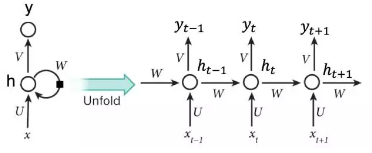 y
V
W
h
U
x
Unfold
y_{t-1} y_t y_{t+1}
V V V
W h_{t-1} h_t h_{t+1}
W W W
U U U
x_{t-1} x_t x_{t+1}